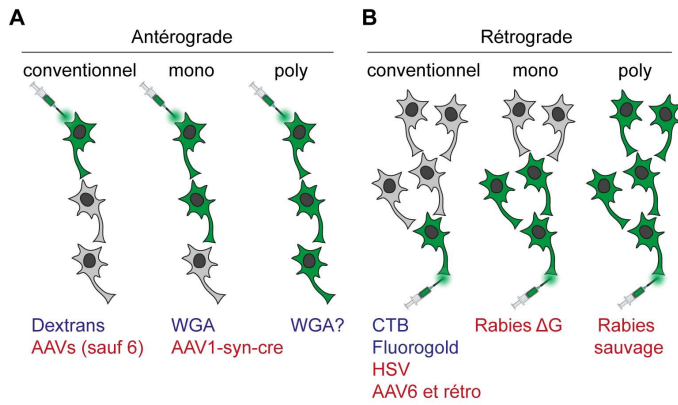 A
Antérograde
conventionnel mono poly
Dextrans
AAVs (sauf 6)
WGA
AAV1-syn-cre
WGA?
B
Rétrograde
conventionnel mono poly
CTB
Fluorogold
HSV
AAV6 et rétro
Rabies ΔG
Rabies
sauvage